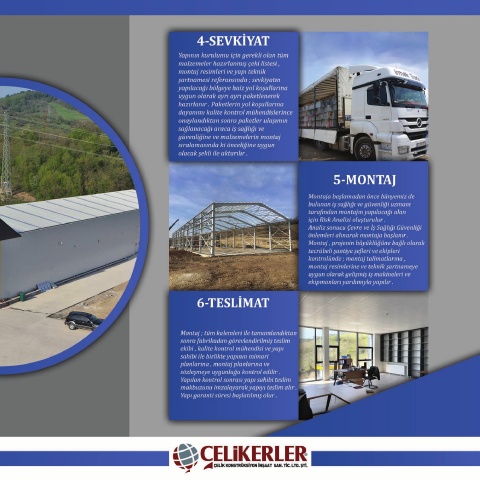 4-SEVKİYAT
Yapının kurulumu için gerekli olan tüm
malzemeler hazırlanmış çeki listesi,
montaj resimleri ve yapı teknik
şartnamesi referansında ; sevkiyatın
yapılacağı bölgeye haiz yol koşullarına
uygun olarak ayrı ayrı paketlenerek
hazırlanır . Paketlerin yol koşullarına
dayanımı kalite kontrol mühendislerince
onaylandıktan sonra paketler ulaşımın
sağlanacağı araca iş sağlığı ve
güvenliğine ve malzemelerin montaj
sıralamasında ki önceliğine uygun
olacak şekil ile aktarılır .
5-MONTAJ
Montaja başlamadan önce bünyemiz de
bulunan iş sağlığı ve güvenliği uzmanı
tarafından montajın yapılacağı alan
için Risk Analizi oluşturulur .
Analiz sonucu Çevre ve İş Sağlığı Güvenliği
önlemleri alınarak montaja başlanır .
Montaj , projenin büyüklüğüne bağlı olarak
tecrübeli şantiye şefleri ve ekipleri
kontrolünde ; montaj talimatlarına ,
montaj resimlerine ve teknik şartnameye
uygun olarak gelişmiş iş makineleri ve
ekipmanları yardımıyla yapılır .
6-TESLİMAT
Montaj ; tüm kalemleri ile tamamlandıktan
sonra fabrikadan görevlendirilmiş teslim
ekibi , kalite kontrol mühendisi ve yapı
sahibi ile birlikte yapının mimari
planlarına , montaj planlarına ve
sözleşmeye uygunluğu kontrol edilir .
Yapılan kontrol sonrası yapı sahibi teslim
makbuzunu imzalayarak yapıyı teslim alır
Yapı garanti süresi başlatılmış olur .
ÇELİKERLER
ÇELİK KONSTRÜKSİYON İNŞAAT SAN. TİC. LTD. ŞTİ.